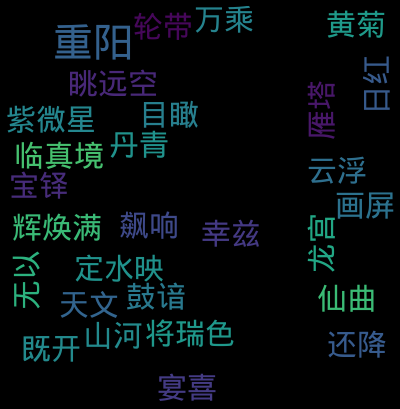 重阳
轮带
万乘
黄菊
眺远空
红日
雁塔
紫微星
目瞰
临真境
丹青
云浮
宝铎
画屏
辉焕满
飙响
幸兹
龙宫
无以
定水映
天文
鼓谙
仙曲
既开
山河将瑞色
还降
宴喜